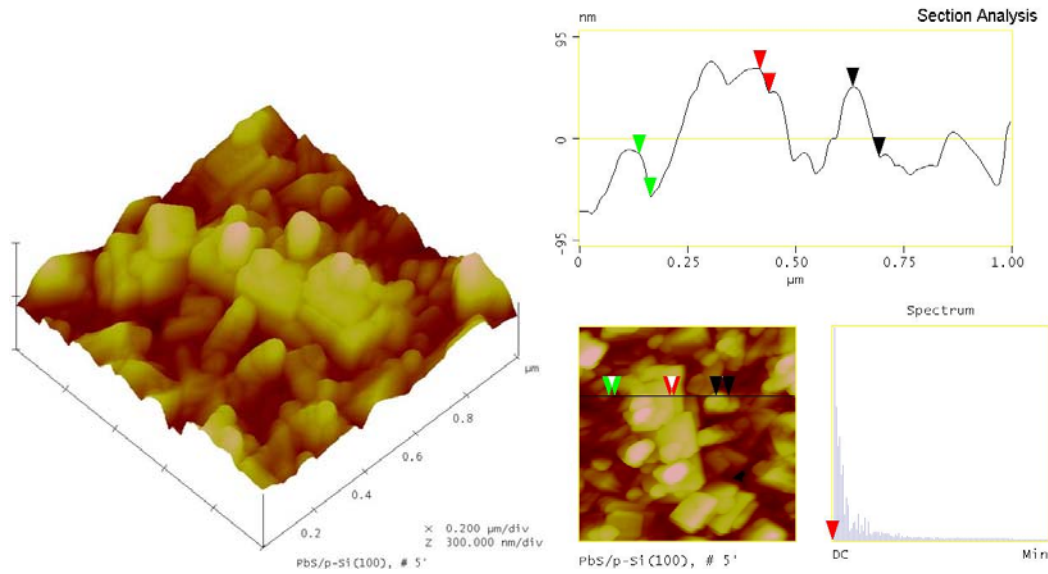 nm
Section Analysis
95
0
-95
0
0.25
0.50
0.75
1.00
µm
µm
0.8
0.6
0.4
0.2
X 0.200 µm/div
Z 300.000 nm/div
PbS/p-Si(100), # 5'
Spectrum
PbS/p-Si(100), # 5'
DC
Min